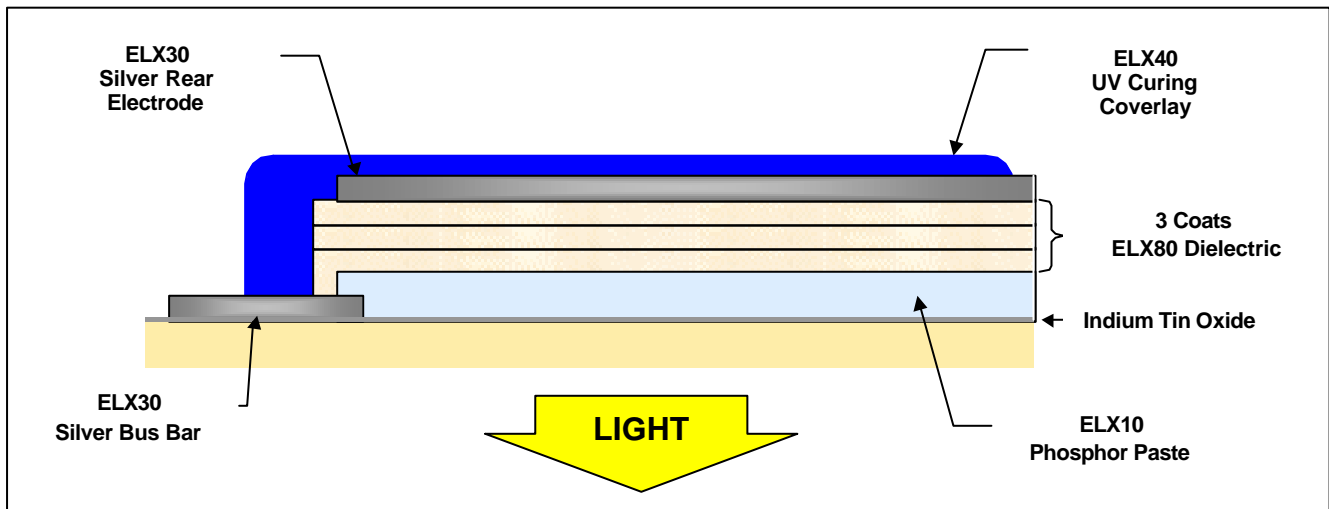 ELX30
Silver Rear
Electrode
ELX40
UV Curing
Coverlay
3 Coats
ELX80 Dielectric
Indium Tin Oxide
ELX30
Silver Bus Bar
LIGHT
ELX10
Phosphor Paste